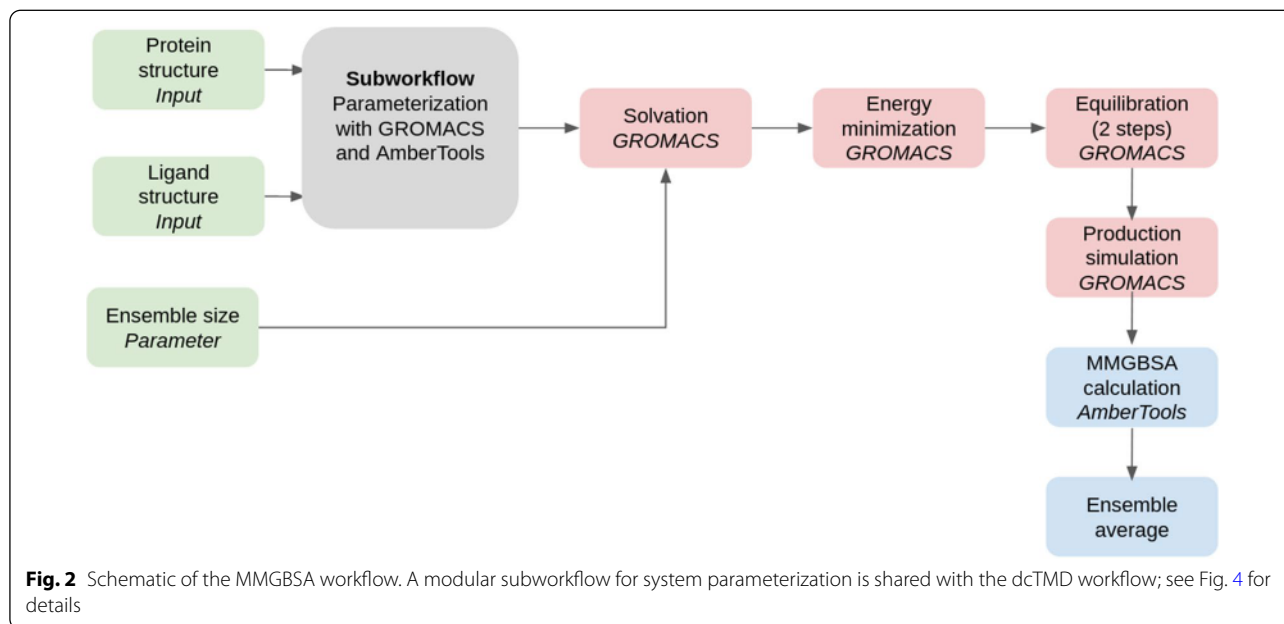 Protein
structure
Input
Subworkflow
Parameterization
with GROMACS
and AmberTools
Solvation
GROMACS
Energy
minimization
GROMACS
Equilibration
(2 steps)
GROMACS
Ligand
structure
Input
Production
simulation
GROMACS
Ensemble size
Parameter
MMGBSA
calculation
AmberTools
Ensemble
average
Fig. 2 Schematic of the MMGBSA workflow. A modular subworkflow for system parameterization is shared with the dcTMD workflow; see Fig. 4 for
details